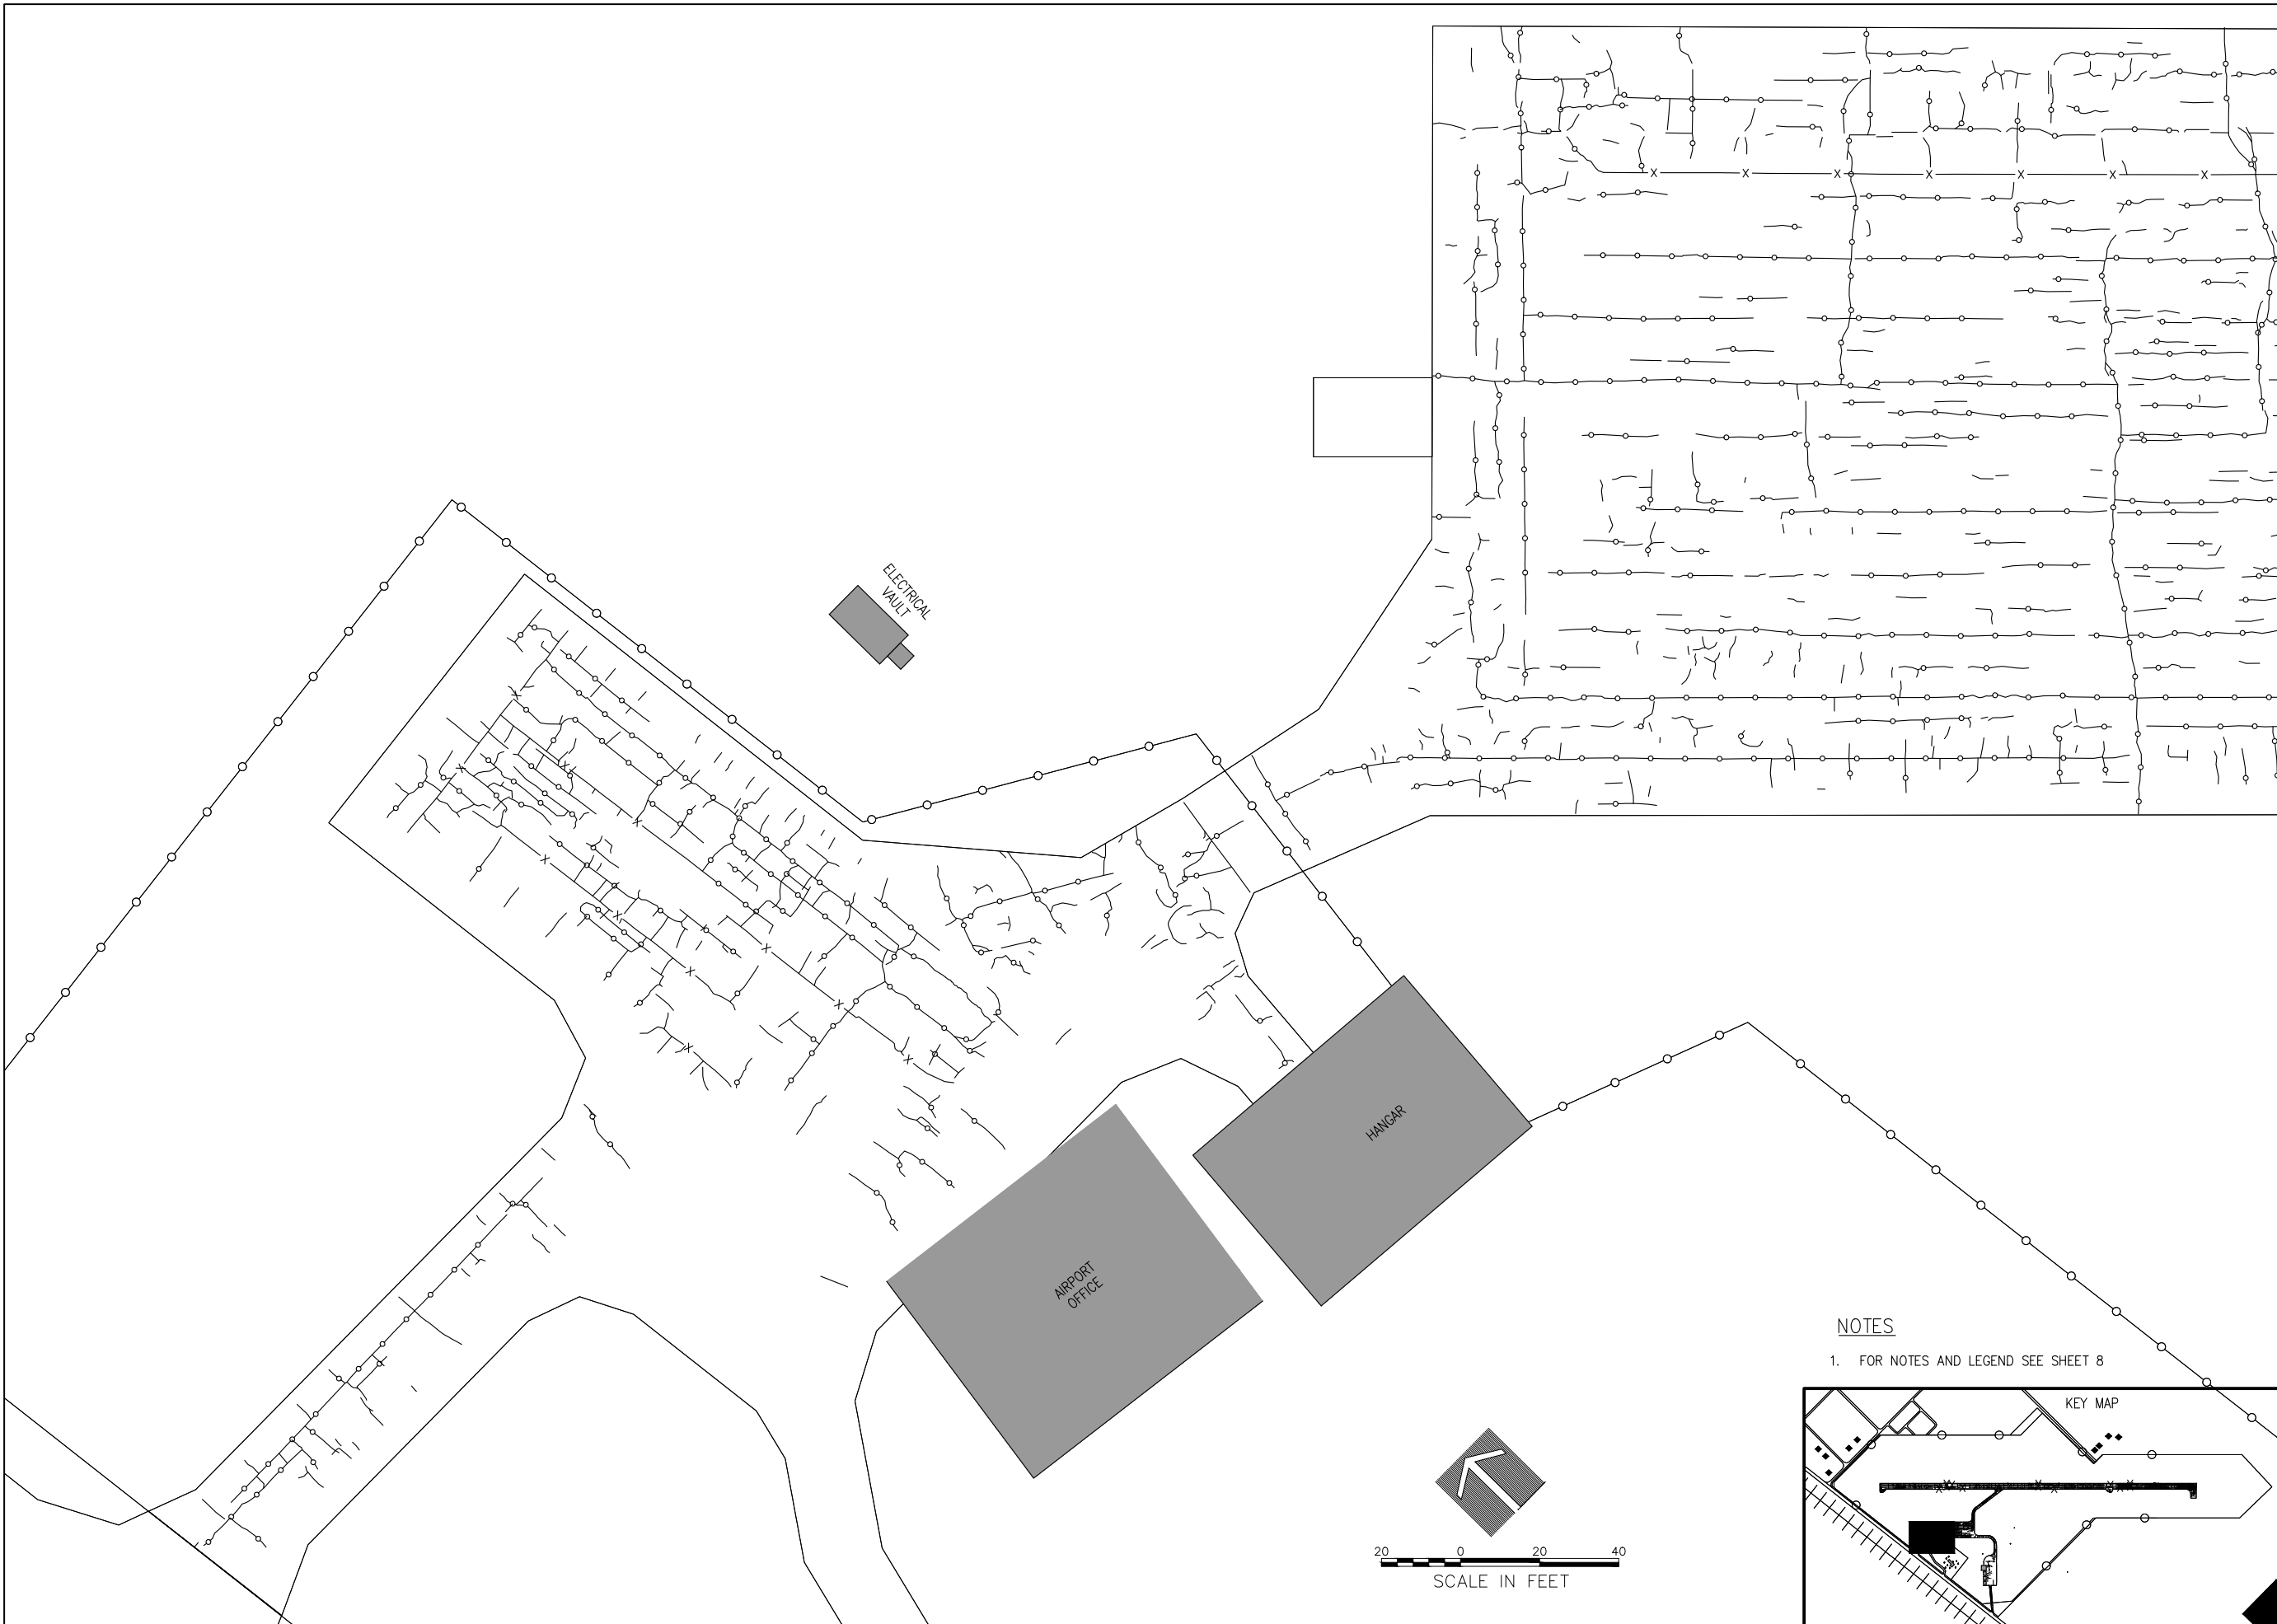 ELECTRICAL
VAULT
HANGAR
AIRPORT
OFFICE
NOTES
1. FOR NOTES AND LEGEND SEE SHEET 8
KEY MAP
20 0 20 40
SCALE IN FEET